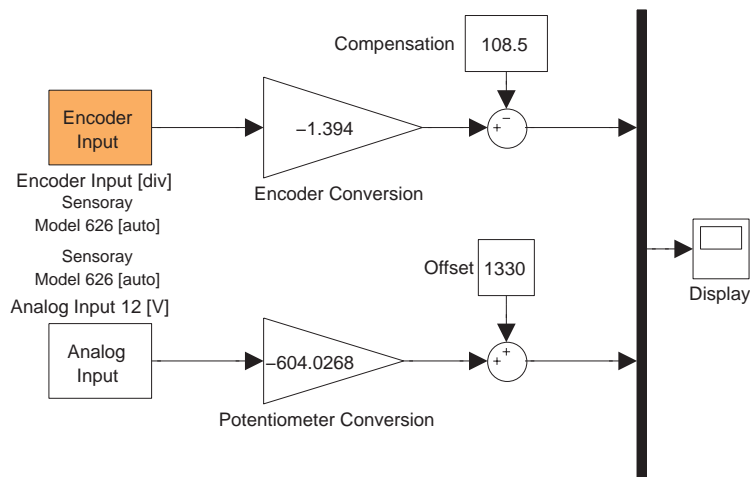 Compensation
108.5
Encoder
Input
−1.394
+
−
Encoder Input [div]
Sensoray
Model 626 [auto]
Encoder Conversion
Sensoray
Model 626 [auto]
Analog Input 12 [V]
Offset
1330
Display
Analog
Input
−604.0268
+
+
Potentiometer Conversion